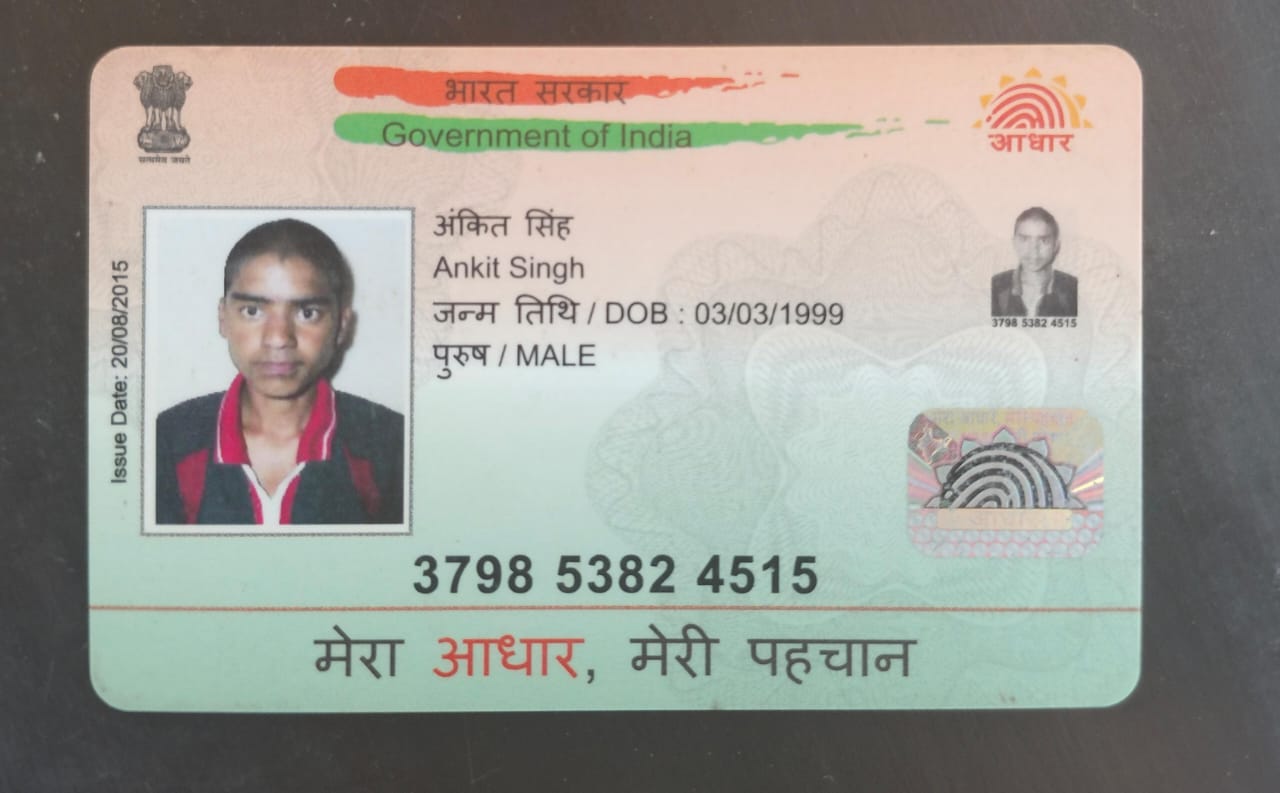 भारत सरकार
Government of India
सत्यमेव जयते
आधार
Issue Date: 20/08/2015
अंकित सिंह
Ankit Singh
जन्म तिथि / DOB : 03/03/1999
पुरुष / MALE
3798 5382 4515
आधार
3798 5382 4515
मेरा आधार, मेरी पहचान